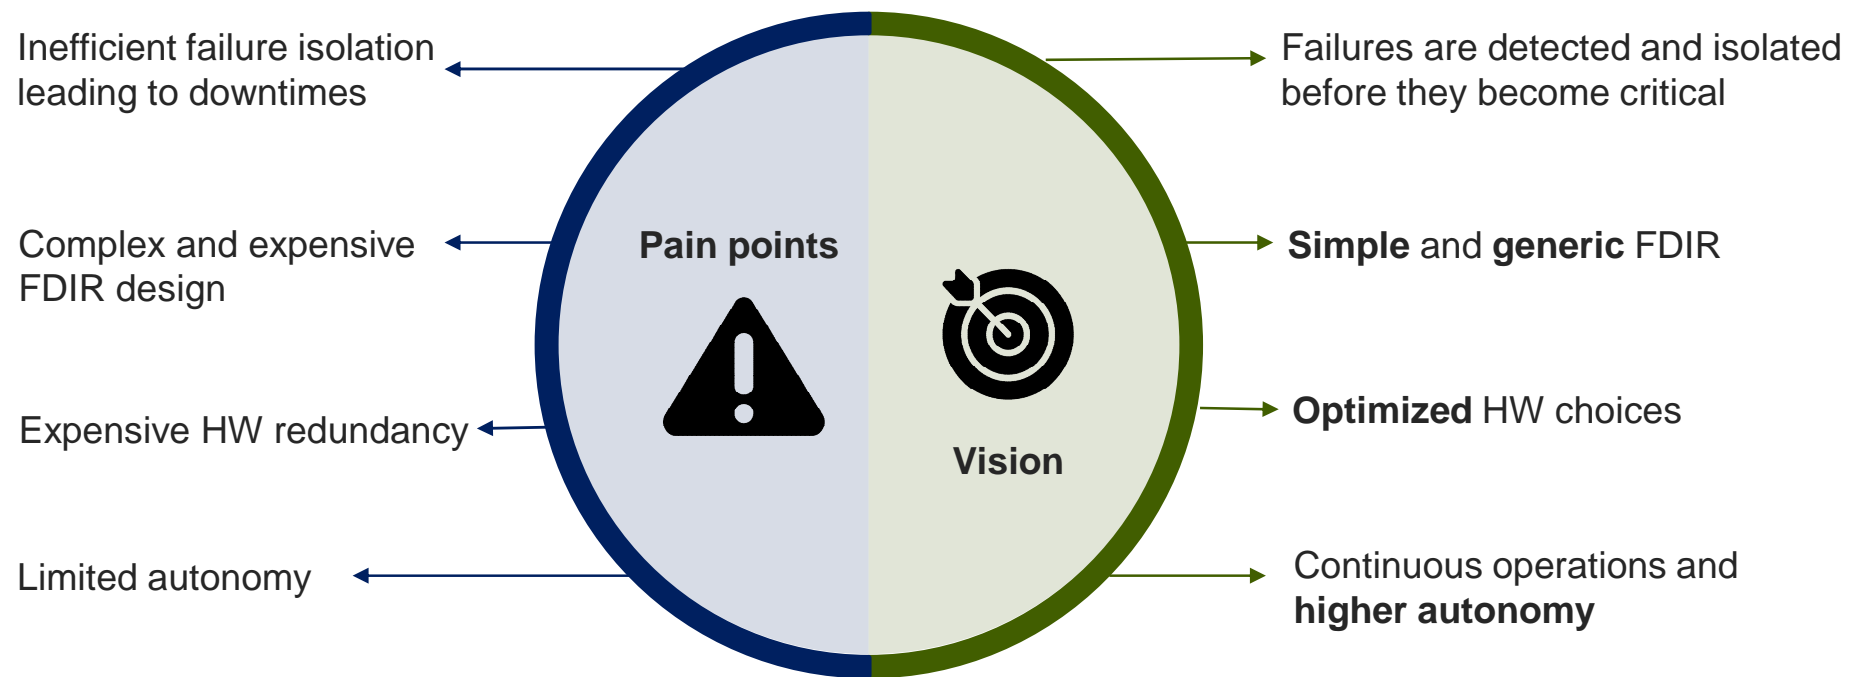 Inefficient failure isolation
leading to downtimes
Complex and expensive
FDIR design
Expensive HW redundancy
Limited autonomy
Pain points
Vision
Failures are detected and isolated
before they become critical
Simple and generic FDIR
Optimized HW choices
Continuous operations and
higher autonomy